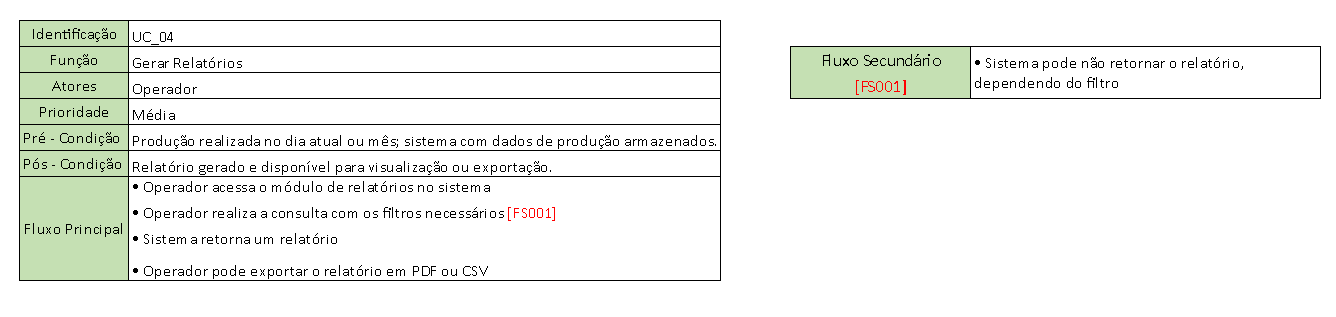 Identificação UC_04
Função Gerar Relatórios
Atores Operador
Prioridade Média
Pré - Condição Produção realizada no dia atual ou mês; sistema com dados de produção armazenados.
Pós - Condição Relatório gerado e disponível para visualização ou exportação.
Fluxo Principal
• Operador acessa o módulo de relatórios no sistema
• Operador realiza a consulta com os filtros necessários [FS001]
• Sistema retorna um relatório
• Operador pode exportar o relatório em PDF ou CSV
Fluxo Secundário
[FS001]
• Sistema pode não retornar o relatório,
dependendo do filtro